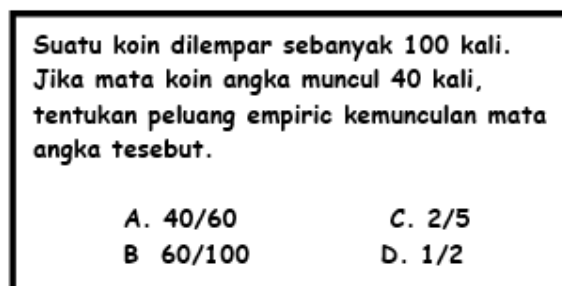 Suatu koin dilempar sebanyak 100 kali.
Jika mata koin angka muncul 40 kali,
tentukan peluang empiric kemunculan mata
angka tesebut.
A. 40/60 C. 2/5
B 60/100 D. 1/2